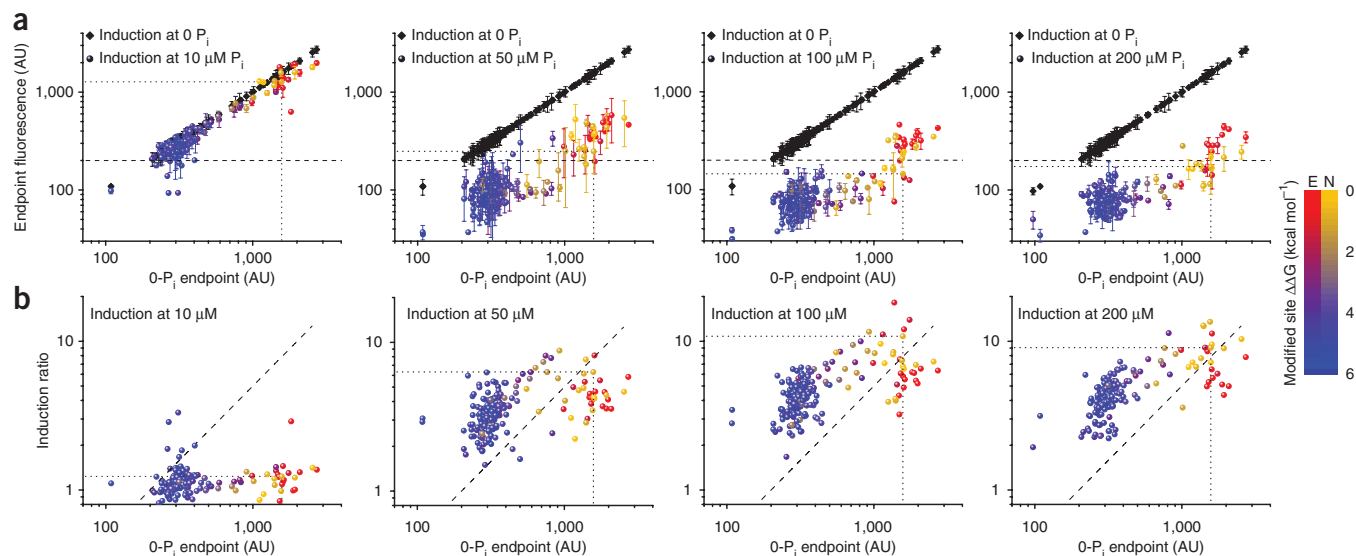 a
Endpoint fluorescence (AU)
1,000
100
Induction at 0 Pi
Induction at 10 μM Pi
100
1,000
0-Pi endpoint (AU)
1,000
100
Induction at 0 Pi
Induction at 50 μM Pi
100
1,000
0-Pi endpoint (AU)
1,000
100
Induction at 0 Pi
Induction at 100 μM Pi
100
1,000
0-Pi endpoint (AU)
1,000
100
Induction at 0 Pi
Induction at 200 μM Pi
100
1,000
0-Pi endpoint (AU)
E N
0
2
4
6
Modified site ΔΔG (kcal mol⁻¹)
b
Induction ratio
10
1
Induction at 10 μM
100
1,000
0-Pi endpoint (AU)
10
1
Induction at 50 μM
100
1,000
0-Pi endpoint (AU)
10
1
Induction at 100 μM
100
1,000
0-Pi endpoint (AU)
10
1
Induction at 200 μM
100
1,000
0-Pi endpoint (AU)